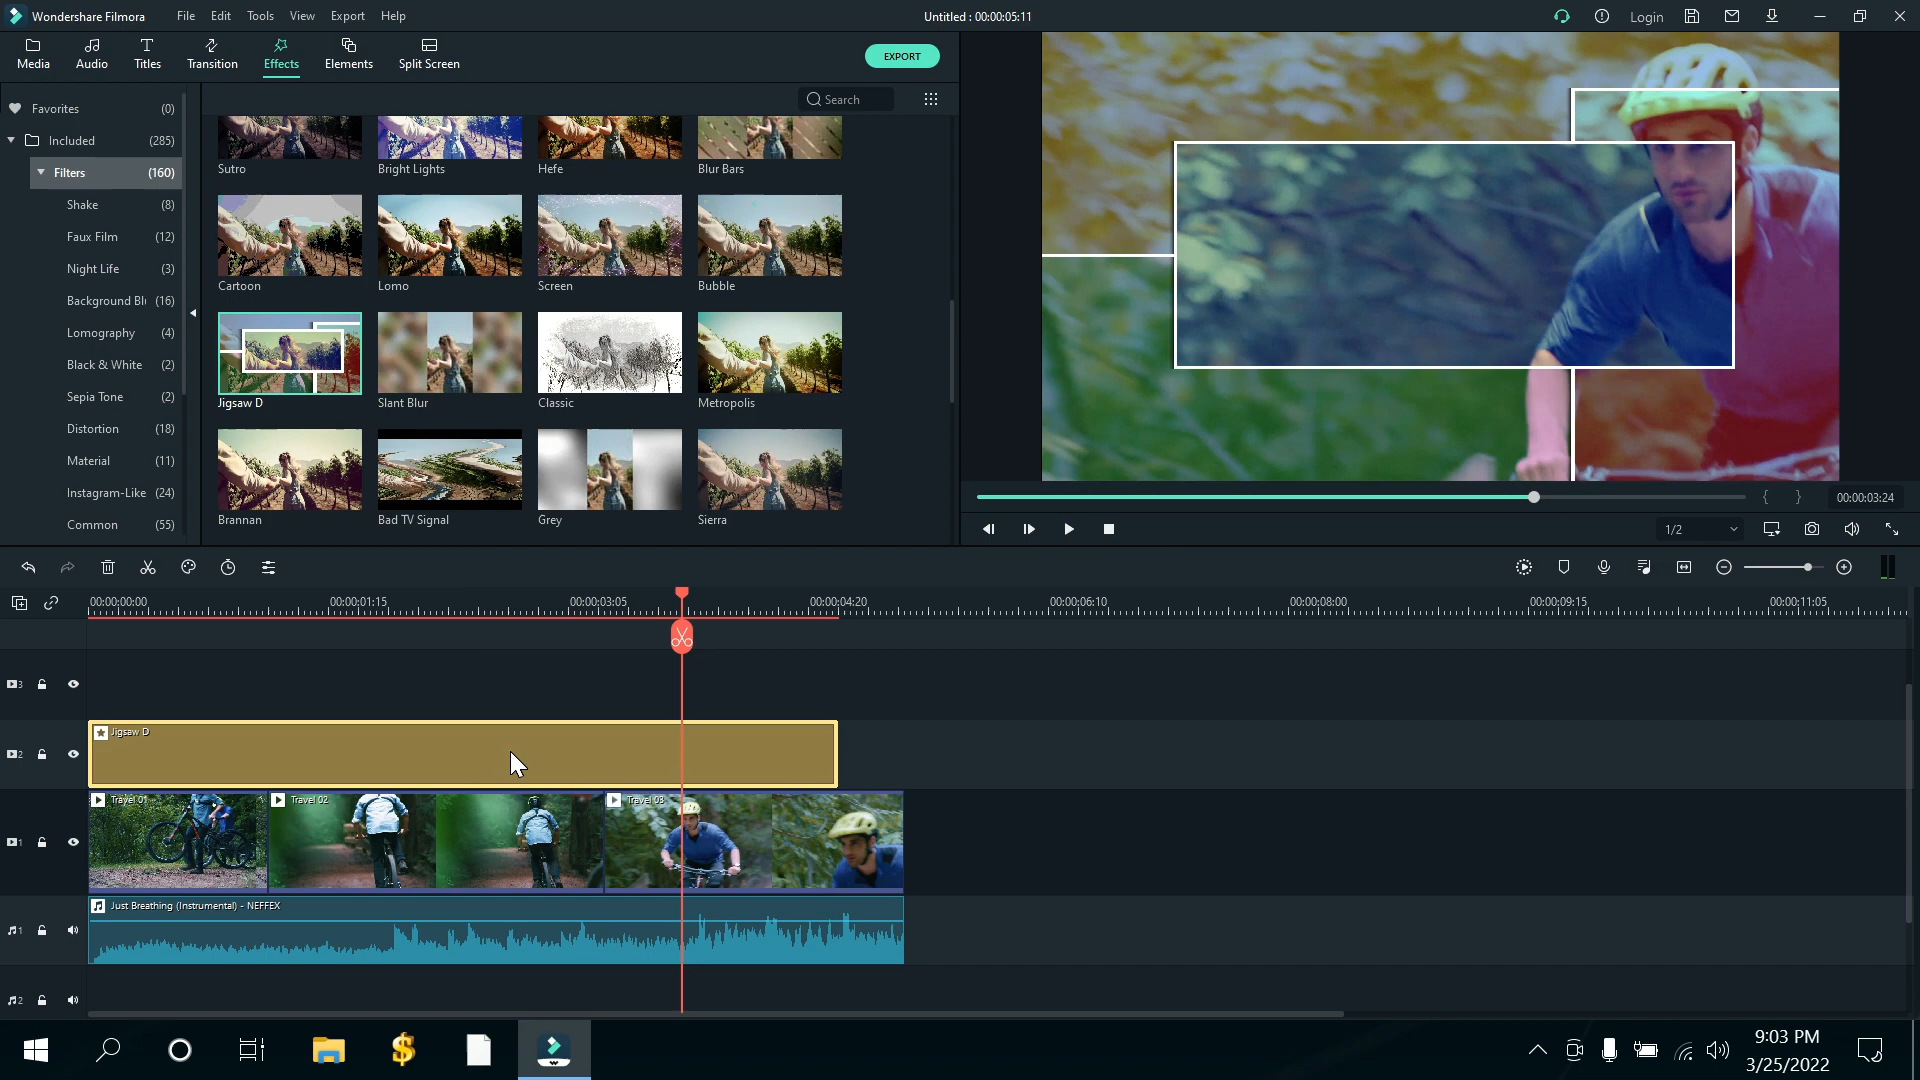 Wondershare Filmora
File Edit Tools View Export Help
Untitled : 00:00:05:11
Login
Media Audio Titles Transition Effects Elements Split Screen
EXPORT
Favorites (0)
Search
Included (285)
Filters (160)
Shake (8)
Faux Film (12)
Night Life (3)
Background Bl (16)
Lomography (4)
Black & White (2)
Sepia Tone (2)
Distortion (18)
Material (11)
Instagram-Like (24)
Common (55)
Sutro Bright Lights Hefe Blur Bars
Cartoon Lomo Screen Bubble
Jigsaw D Slant Blur Classic Metropolis
Brannan Bad TV Signal Grey Sierra
{ } 00:00:03:24
1/2
00:00:00:00 00:00:01:15 00:00:03:05 00:00:04:20 00:00:06:10 00:00:08:00 00:00:09:15 00:00:11:05
3
2
Jigsaw D
1
Travel 01 Travel 02 Travel 03
1
Just Breathing (Instrumental) - NEFFEX
2
9:03 PM
3/25/2022